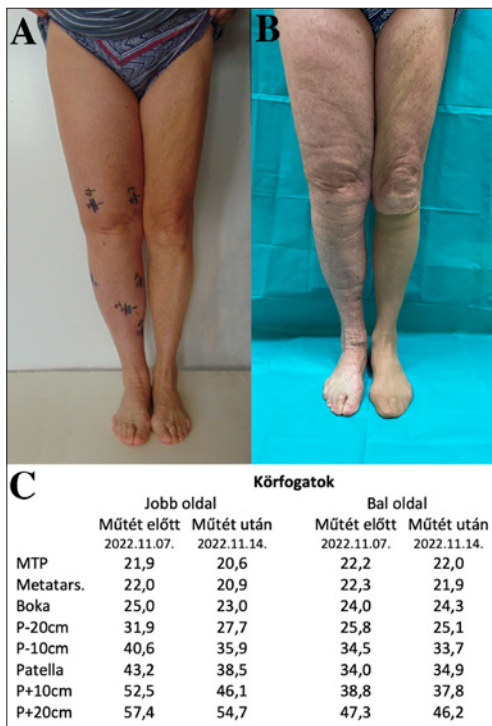 A
B
C
Körfogatok
Jobb oldal Bal oldal
Műtét előtt Műtét után Műtét előtt Műtét után
2022.11.07. 2022.11.14. 2022.11.07. 2022.11.14.
MTP 21,9 20,6 22,2 22,0
Metatars. 22,0 20,9 22,3 21,9
Boka 25,0 23,0 24,0 24,3
P-20cm 31,9 27,7 25,8 25,1
P-10cm 40,6 35,9 34,5 33,7
Patella 43,2 38,5 34,0 34,9
P+10cm 52,5 46,1 38,8 37,8
P+20cm 57,4 54,7 47,3 46,2